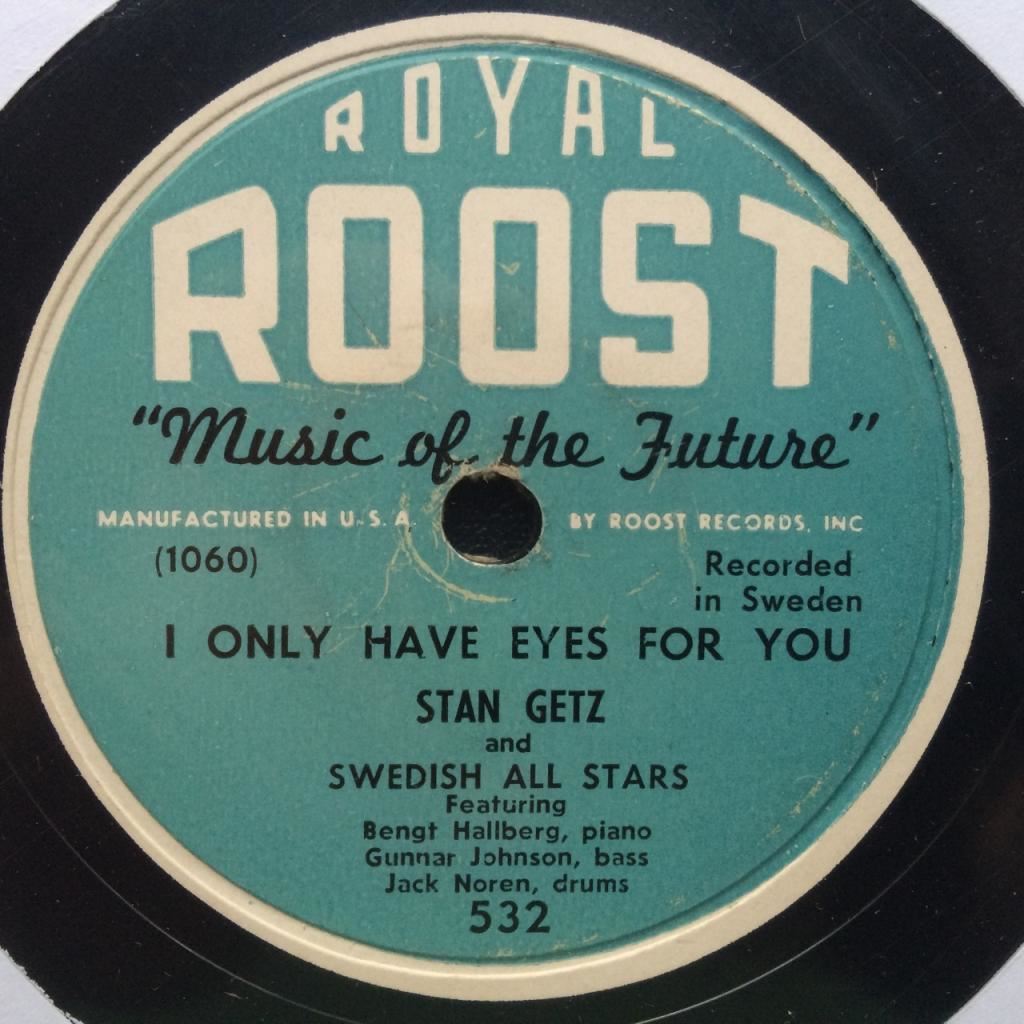 ROYAL
ROOST
"Music of the Future"
MANUFACTURED IN U.S.A. BY ROOST RECORDS, INC
(1060)
Recorded
in Sweden
I ONLY HAVE EYES FOR YOU
STAN GETZ
and
SWEDISH ALL STARS
Featuring
Bengt Hallberg, piano
Gunnar Johnson, bass
Jack Noren, drums
532